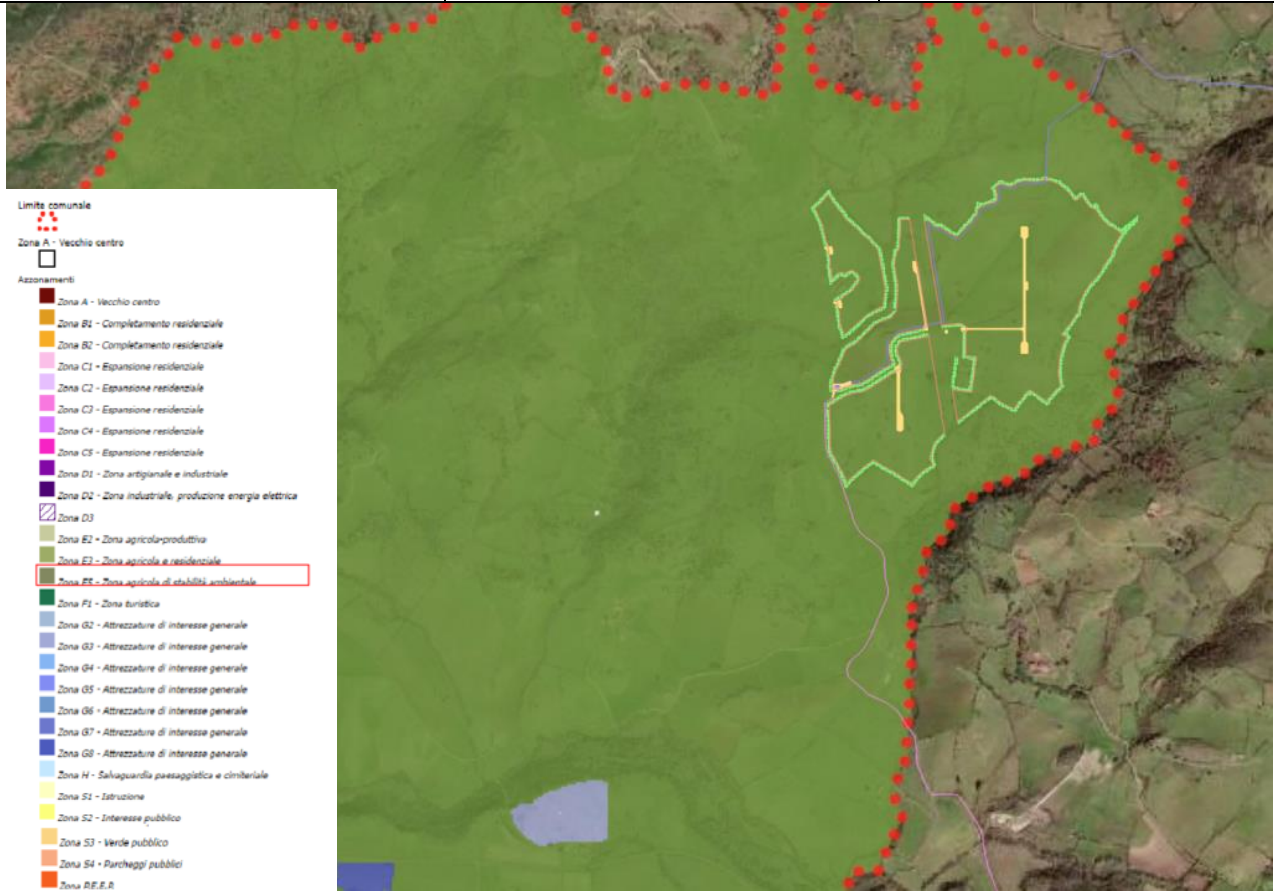 Limite comunale
Zona A - Vecchio centro
Azzonamenti
Zona A - Vecchio centro
Zona B1 - Completamento residenziale
Zona B2 - Completamento residenziale
Zona C1 - Espansione residenziale
Zona C2 - Espansione residenziale
Zona C3 - Espansione residenziale
Zona C4 - Espansione residenziale
Zona C5 - Espansione residenziale
Zona D1 - Zona artigianale e industriale
Zona D2 - Zona industriale, produzione energia elettrica
Zona D3
Zona E2 - Zona agricola-produttiva
Zona E3 - Zona agricola e residenziale
Zona E5 - Zona agricola di stabilità ambientale
Zona F1 - Zona turistica
Zona G2 - Attrezzature di interesse generale
Zona G3 - Attrezzature di interesse generale
Zona G4 - Attrezzature di interesse generale
Zona G5 - Attrezzature di interesse generale
Zona G6 - Attrezzature di interesse generale
Zona G7 - Attrezzature di interesse generale
Zona G8 - Attrezzature di interesse generale
Zona H - Salvaguardia paesaggistica e cimiteriale
Zona S1 - Istruzione
Zona S2 - Interesse pubblico
Zona S3 - Verde pubblico
Zona S4 - Parcheggi pubblici
Zona P.E.E.P.